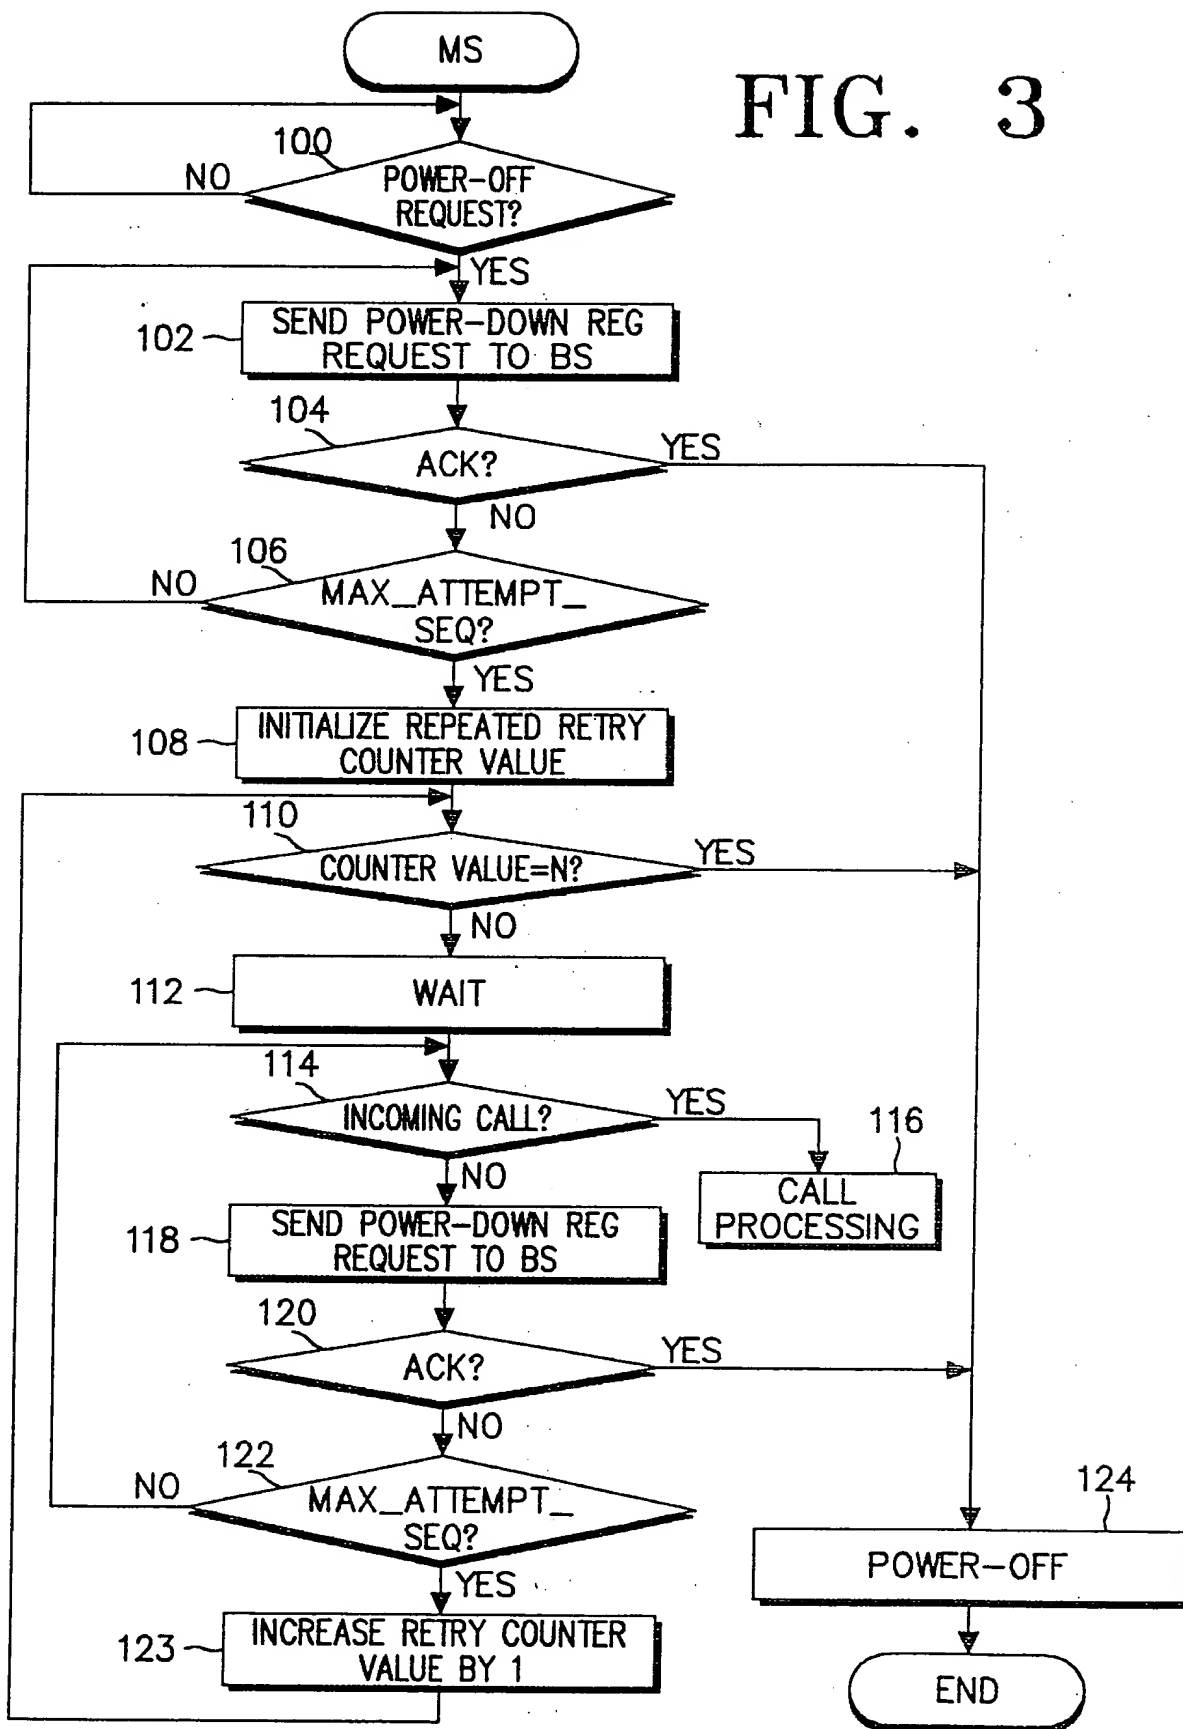 MS
FIG. 3
100
NO
POWER-OFF
REQUEST?
YES
102
SEND POWER-DOWN REG
REQUEST TO BS
104
ACK?
YES
NO
106
NO
MAX_ATTEMPT_
SEQ?
YES
108
INITIALIZE REPEATED RETRY
COUNTER VALUE
110
COUNTER VALUE=N?
YES
NO
112
WAIT
114
INCOMING CALL?
YES
116
NO
CALL
PROCESSING
118
SEND POWER-DOWN REG
REQUEST TO BS
120
ACK?
YES
NO
122
NO
MAX_ATTEMPT_
SEQ?
YES
124
POWER-OFF
123
INCREASE RETRY COUNTER
VALUE BY 1
END